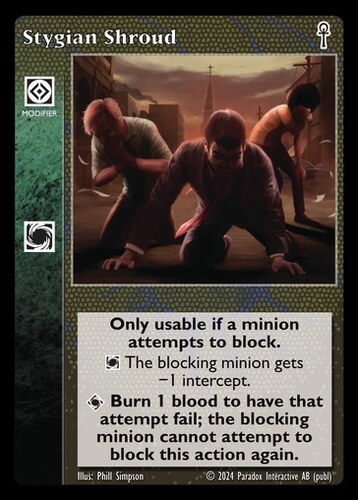 Stygian Shroud
MODIFIER
Only usable if a minion
attempts to block.
The blocking minion gets
−1 intercept.
Burn 1 blood to have that
attempt fail; the blocking
minion cannot attempt to
block this action again.
Illus: Phill Simpson © 2024 Paradox Interactive AB (publ)